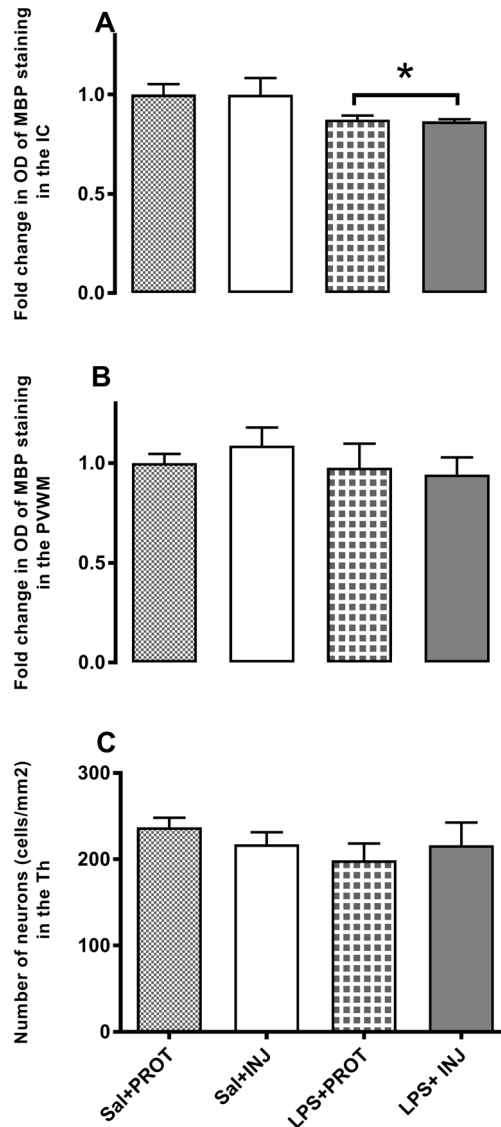 A
Fold change in OD of MBP staining
in the IC
1.0
0.5
0.0
*
B
Fold change in OD of MBP staining
in the PVWM
1.0
0.5
0.0
C
Number of neurons (cells/mm2)
in the Th
300
200
100
0
Sal+PROT
Sal+INJ
LPS+PROT
LPS+ INJ